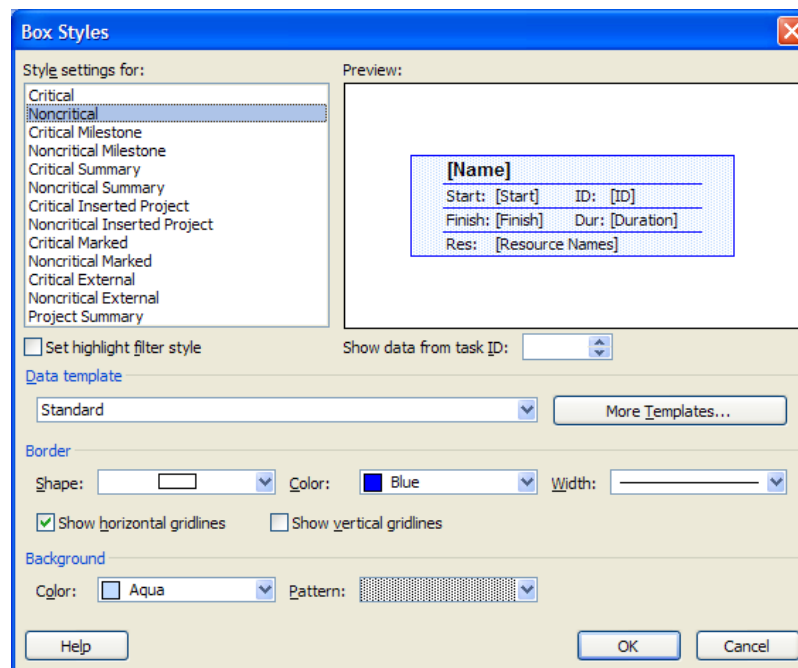 Box Styles
Style settings for:
Preview:
Critical
Noncritical
Critical Milestone
Noncritical Milestone
Critical Summary
Noncritical Summary
Critical Inserted Project
Noncritical Inserted Project
Critical Marked
Noncritical Marked
Critical External
Noncritical External
Project Summary
[Name]
Start: [Start] ID: [ID]
Finish: [Finish] Dur: [Duration]
Res: [Resource Names]
Set highlight filter style
Show data from task ID:
Data template
Standard
More Templates...
Border
Shape:
Color: Blue
Width:
Show horizontal gridlines
Show vertical gridlines
Background
Color: Aqua
Pattern:
Help
OK
Cancel